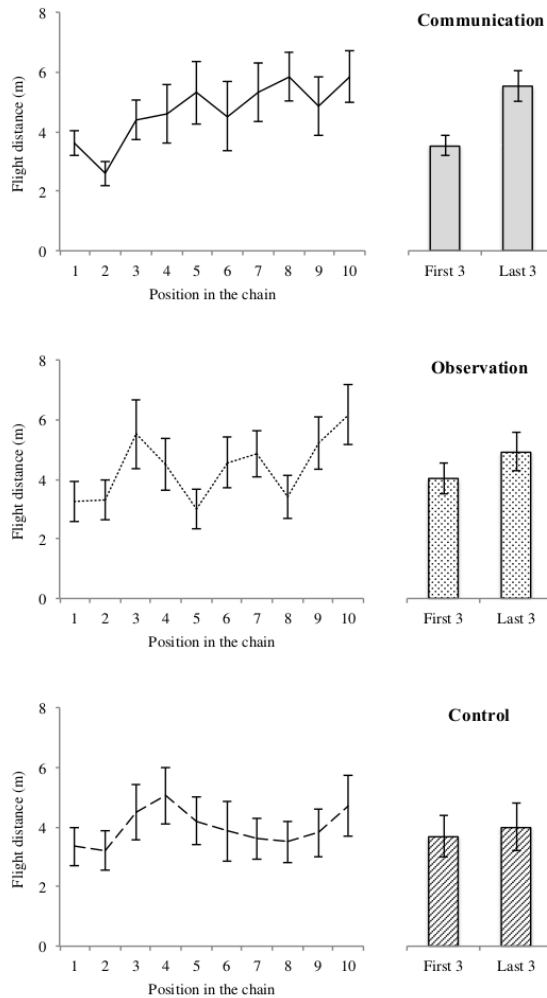 Communication
8
6
4
2
0
Flight distance (m)
1 2 3 4 5 6 7 8 9 10
Position in the chain
First 3 Last 3
Observation
8
6
4
2
0
Flight distance (m)
1 2 3 4 5 6 7 8 9 10
Position in the chain
First 3 Last 3
Control
8
6
4
2
0
Flight distance (m)
1 2 3 4 5 6 7 8 9 10
Position in the chain
First 3 Last 3